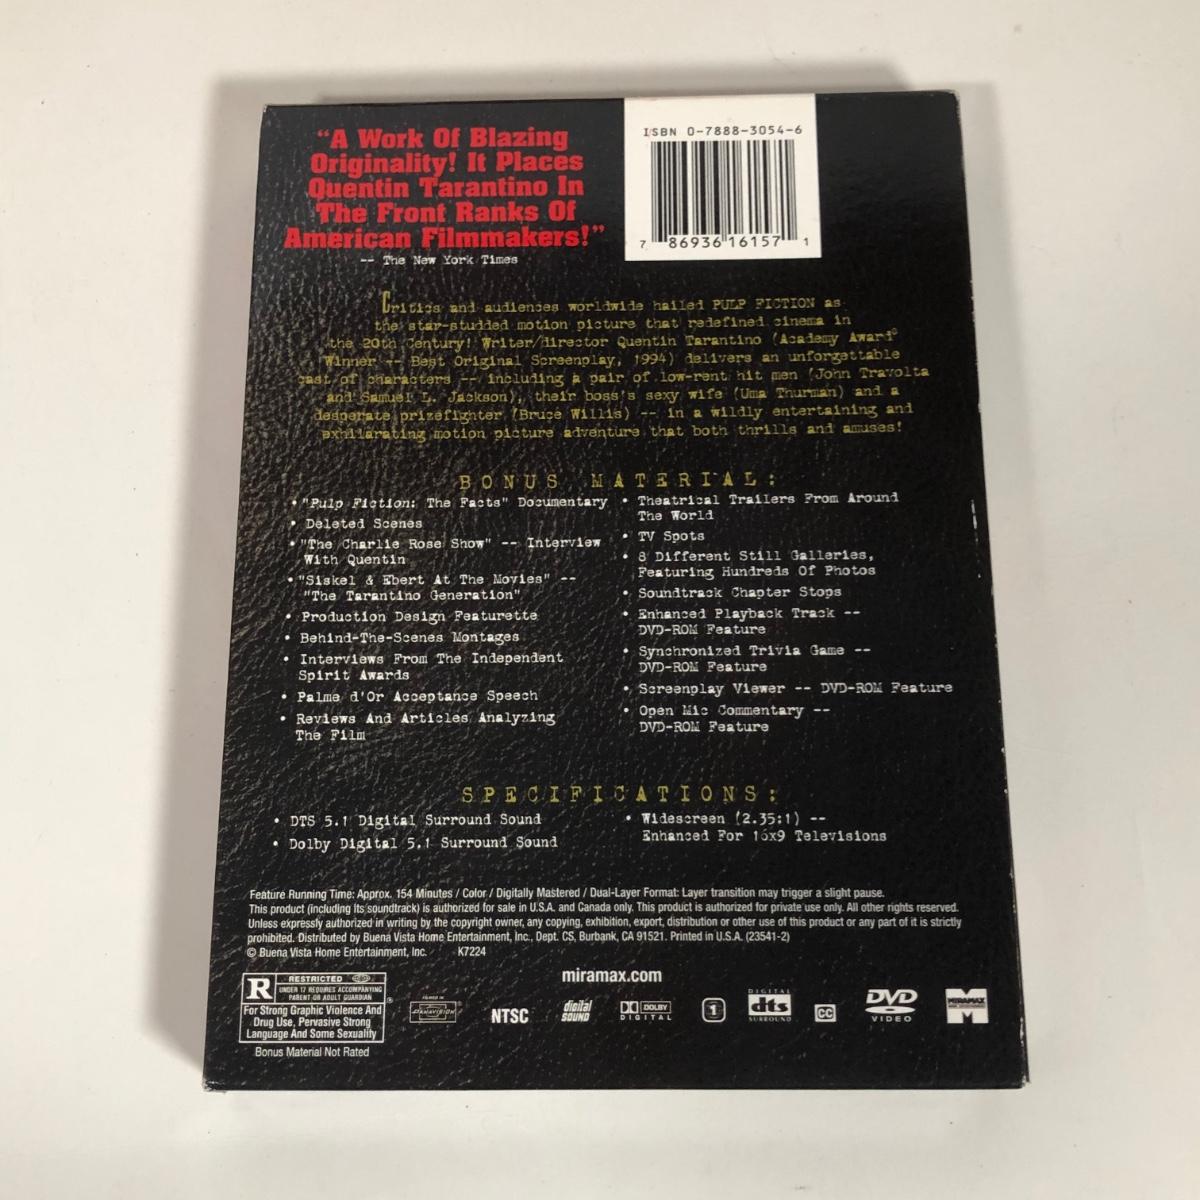 "A Work Of Blazing
Originality! It Places
Quentin Tarantino In
The Front Ranks Of
American Filmmakers!"
-- The New York Times
ISBN 0-7888-3054-6
7 86936 16157 1
Critics and audiences worldwide hailed PULP FICTION as
the star-studded motion picture that redefined cinema in
the 20th Century! Writer/director Quentin Tarantino (Academy Award®
Winner -- Best Original Screenplay, 1994) delivers an unforgettable
cast of characters -- including a pair of low-rent hit men (John Travolta
and Samuel L. Jackson), their boss's sexy wife (Uma Thurman) and a
desperate prizefighter (Bruce Willis) -- in a wildly entertaining and
exhilarating motion picture adventure that both thrills and amuses!
BONUS MATERIAL:
• "Pulp Fiction: The Facts" Documentary
• Deleted Scenes
• "The Charlie Rose Show" -- Interview
With Quentin
• "Siskel & Ebert At The Movies" --
"The Tarantino Generation"
• Production Design Featurette
• Behind-The-Scenes Montages
• Interviews From The Independent
Spirit Awards
• Palme d'Or Acceptance Speech
• Reviews And Articles Analyzing
The Film
• Theatrical Trailers From Around
The World
• TV Spots
• 8 Different Still Galleries,
Featuring Hundreds Of Photos
• Soundtrack Chapter Stops
• Enhanced Playback Track --
DVD-ROM Feature
• Synchronized Trivia Game --
DVD-ROM Feature
• Screenplay Viewer -- DVD-ROM Feature
• Open Mic Commentary --
DVD-ROM Feature
SPECIFICATIONS:
• DTS 5.1 Digital Surround Sound
• Dolby Digital 5.1 Surround Sound
• Widescreen (2.35:1) --
Enhanced For 16x9 Televisions
Feature Running Time: Approx. 154 Minutes / Color / Digitally Mastered / Dual-Layer Format: Layer transition may trigger a slight pause.
This product (including its soundtrack) is authorized for sale in U.S.A. and Canada only. This product is authorized for private use only. All other rights reserved.
Unless expressly authorized in writing by the copyright owner, any copying, exhibition, export, distribution or other use of this product or any part of it is strictly
prohibited. Distributed by Buena Vista Home Entertainment, Inc., Dept. CS, Burbank, CA 91521. Printed in U.S.A. (23541-2)
© Buena Vista Home Entertainment, Inc. K7224
miramax.com
R RESTRICTED
UNDER 17 REQUIRES ACCOMPANYING
PARENT OR ADULT GUARDIAN
For Strong Graphic Violence And
Drug Use, Pervasive Strong
Language And Some Sexuality
Bonus Material Not Rated
FILMED IN
PANAVISION
NTSC
digital
SOUND
DOLBY
DIGITAL
1
DIGITAL
dts
SURROUND
CC
DVD
VIDEO
MIRAMAX